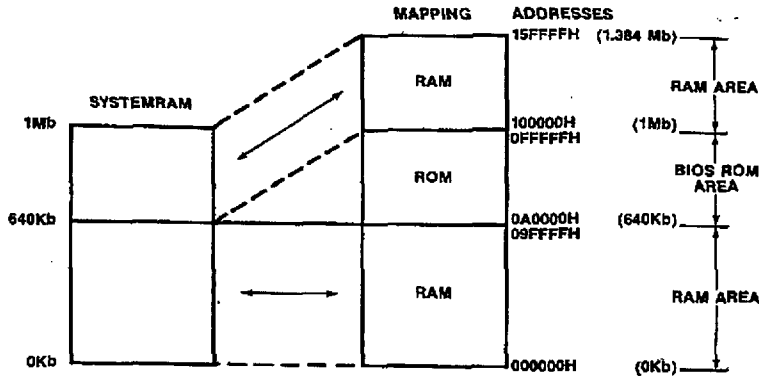 MAPPING ADDRESSES
15FFFFH (1.384 Mb)
SYSTEMRAM
RAM
RAM AREA
1Mb
100000H (1Mb)
0FFFFFH
ROM
BIOS ROM
AREA
640Kb
0A0000H (640Kb)
09FFFFH
RAM
RAM AREA
0Kb
000000H (0Kb)